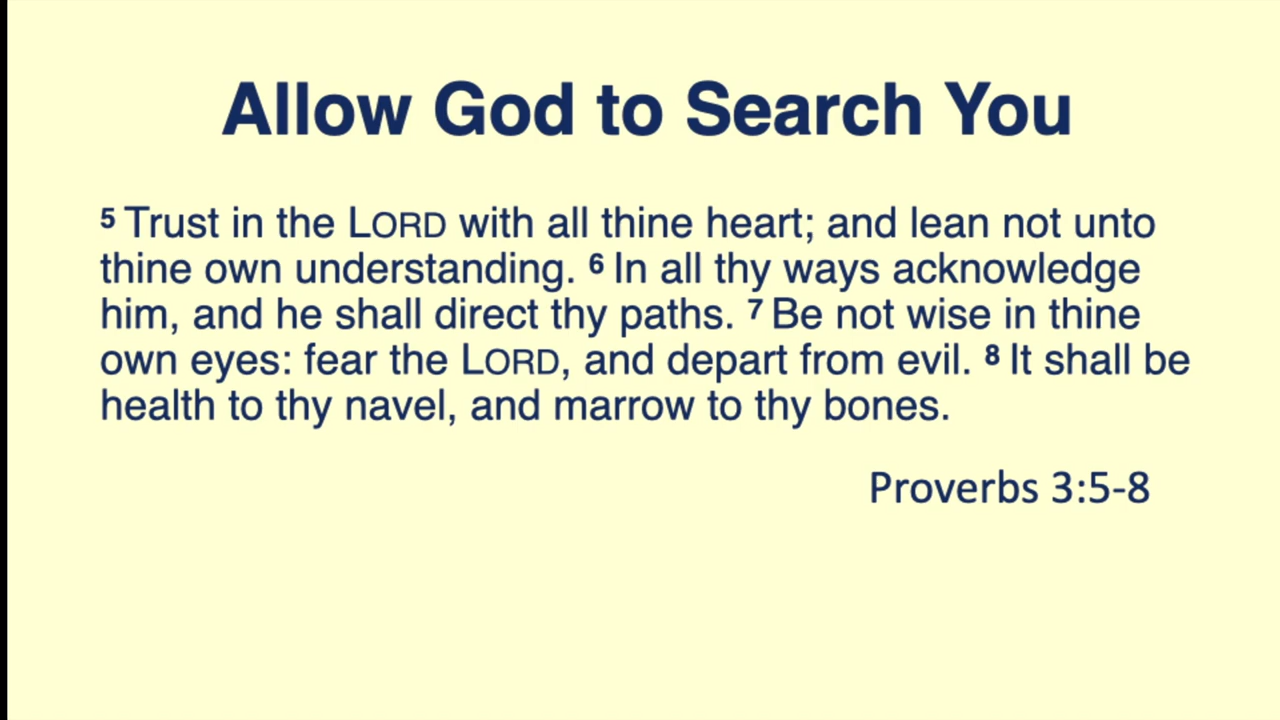 Allow God to Search You
5 Trust in the LORD with all thine heart; and lean not unto
thine own understanding. 6 In all thy ways acknowledge
him, and he shall direct thy paths. 7 Be not wise in thine
own eyes: fear the LORD, and depart from evil. 8 It shall be
health to thy navel, and marrow to thy bones.
Proverbs 3:5-8